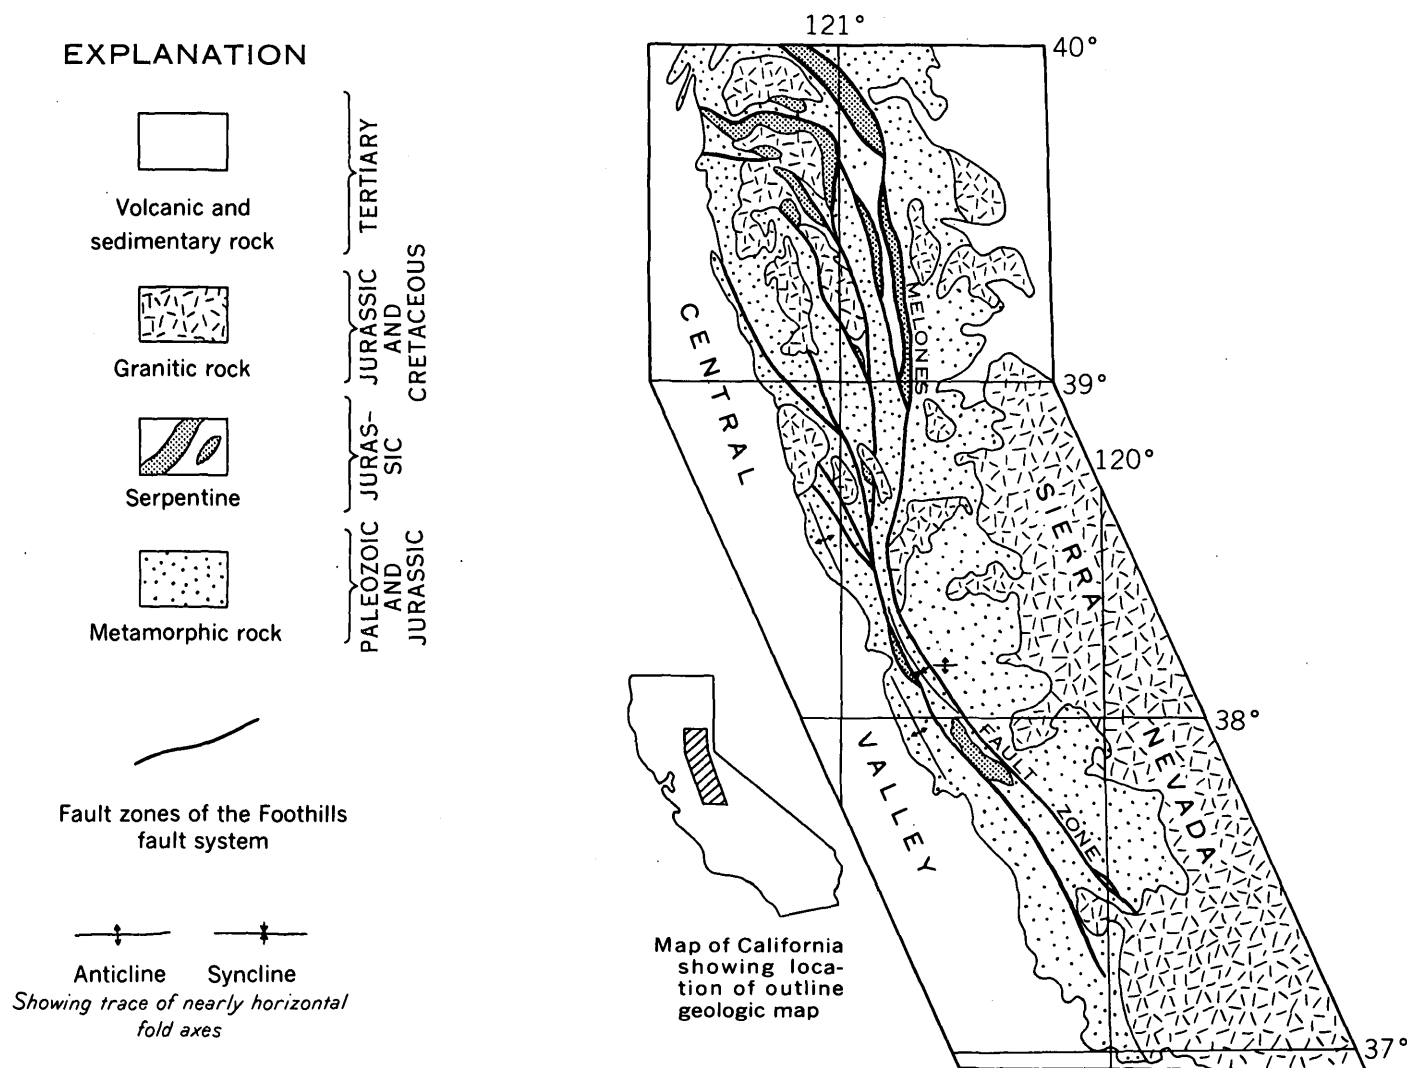 EXPLANATION
Volcanic and
sedimentary rock
TERTIARY
Granitic rock
JURASSIC
AND
CRETACEOUS
Serpentine
JURAS-
SIC
Metamorphic rock
PALEOZOIC
AND
JURASSIC
Fault zones of the Foothills
fault system
Anticline
Syncline
Showing trace of nearly horizontal
fold axes
121°
40°
MELONES
CENTRAL
39°
120°
SIERRA
38°
FAULT
NEVADA
VALLEY
ZONE
37°
Map of California
showing loca-
tion of outline
geologic map